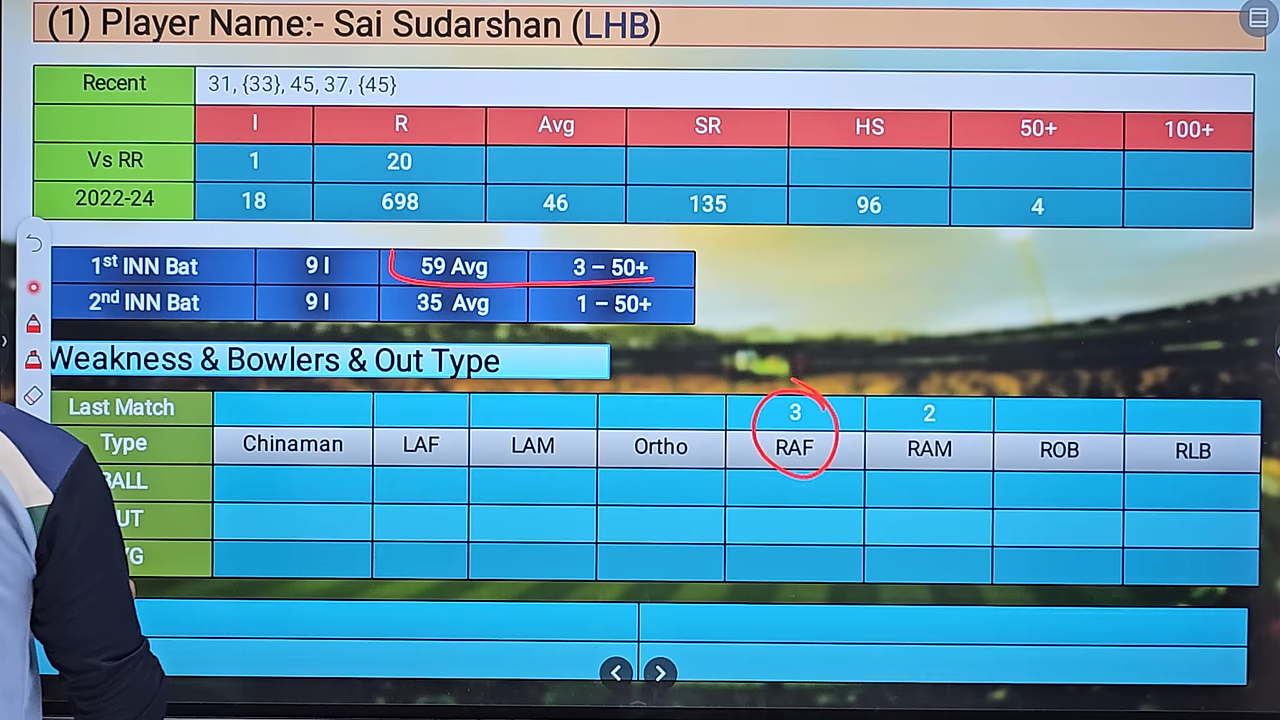 (1) Player Name:- Sai Sudarshan (LHB)
Recent 31, {33}, 45, 37, {45}
I R Avg SR HS 50+ 100+
Vs RR 1 20
2022-24 18 698 46 135 96 4
1st INN Bat 9 I 59 Avg 3 – 50+
2nd INN Bat 9 I 35 Avg 1 – 50+
Weakness & Bowlers & Out Type
Last Match 3 2
Type Chinaman LAF LAM Ortho RAF RAM ROB RLB